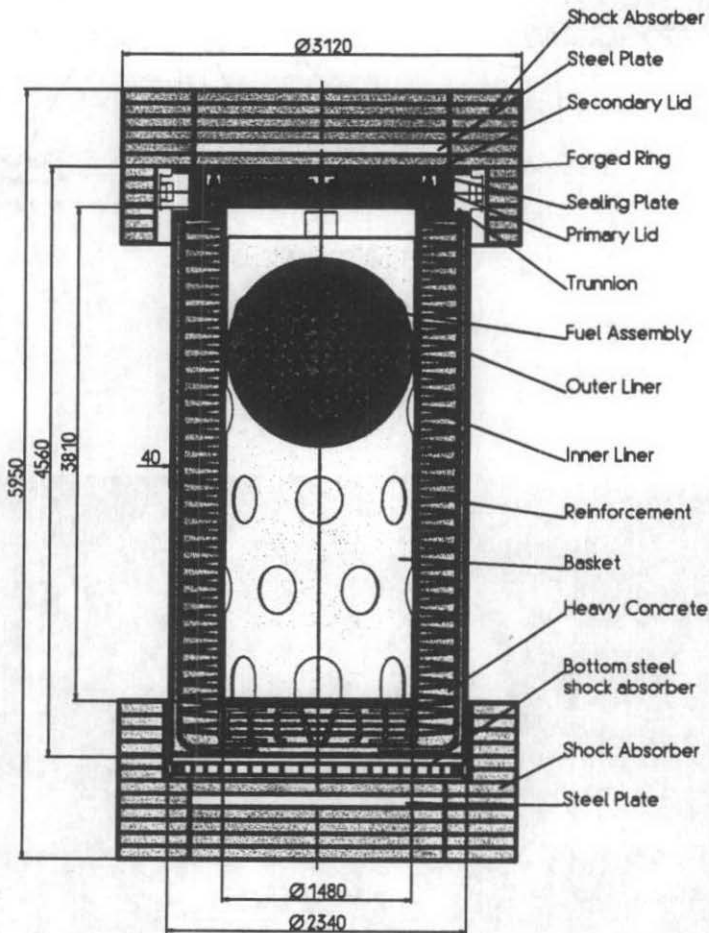 Shock Absorber
Ø3120
Steel Plate
Secondary Lid
Forged Ring
Sealing Plate
Primary Lid
Trunnion
Fuel Assembly
Outer Liner
Inner Liner
40
5950
4560
3810
Reinforcement
Basket
Heavy Concrete
Bottom steel
shock absorber
Shock Absorber
Steel Plate
Ø1480
Ø2340